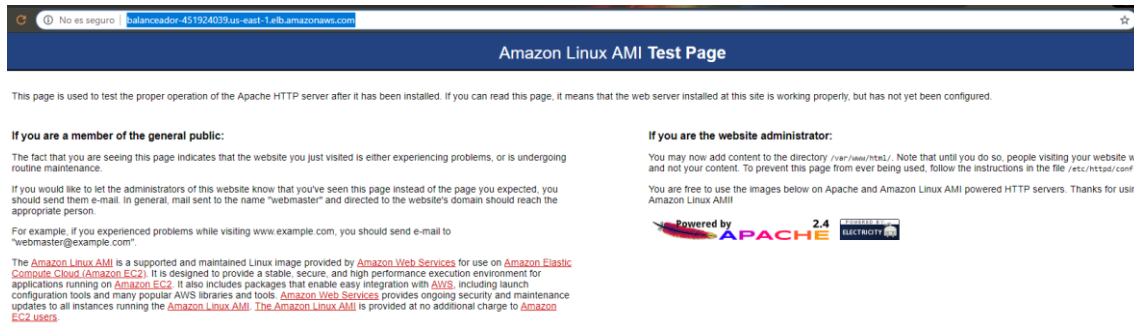 No es seguro | balanceador-451924039.us-east-1.elb.amazonaws.com
Amazon Linux AMI Test Page
This page is used to test the proper operation of the Apache HTTP server after it has been installed. If you can read this page, it means that the web server installed at this site is working properly, but has not yet been configured.
If you are a member of the general public:
The fact that you are seeing this page indicates that the website you just visited is either experiencing problems, or is undergoing
routine maintenance.
If you would like to let the administrators of this website know that you've seen this page instead of the page you expected, you
should send them e-mail. In general, mail sent to the name "webmaster" and directed to the website's domain should reach the
appropriate person.
For example, if you experienced problems while visiting www.example.com, you should send e-mail to
"webmaster@example.com".
The Amazon Linux AMI is a supported and maintained Linux image provided by Amazon Web Services for use on Amazon Elastic
Compute Cloud (Amazon EC2). It is designed to provide a stable, secure, and high performance execution environment for
applications running on Amazon EC2. It also includes packages that enable easy integration with AWS, including launch
configuration tools and many popular AWS libraries and tools. Amazon Web Services provides ongoing security and maintenance
updates to all instances running the Amazon Linux AMI. The Amazon Linux AMI is provided at no additional charge to Amazon
EC2 users.
If you are the website administrator:
You may now add content to the directory /var/www/html/. Note that until you do so, people visiting your website w
and not your content. To prevent this page from ever being used, follow the instructions in the file /etc/httpd/conf
You are free to use the images below on Apache and Amazon Linux AMI powered HTTP servers. Thanks for usin
Amazon Linux AMI!
Powered by 2.4
APACHE
POWERED BY
ELECTRICITY